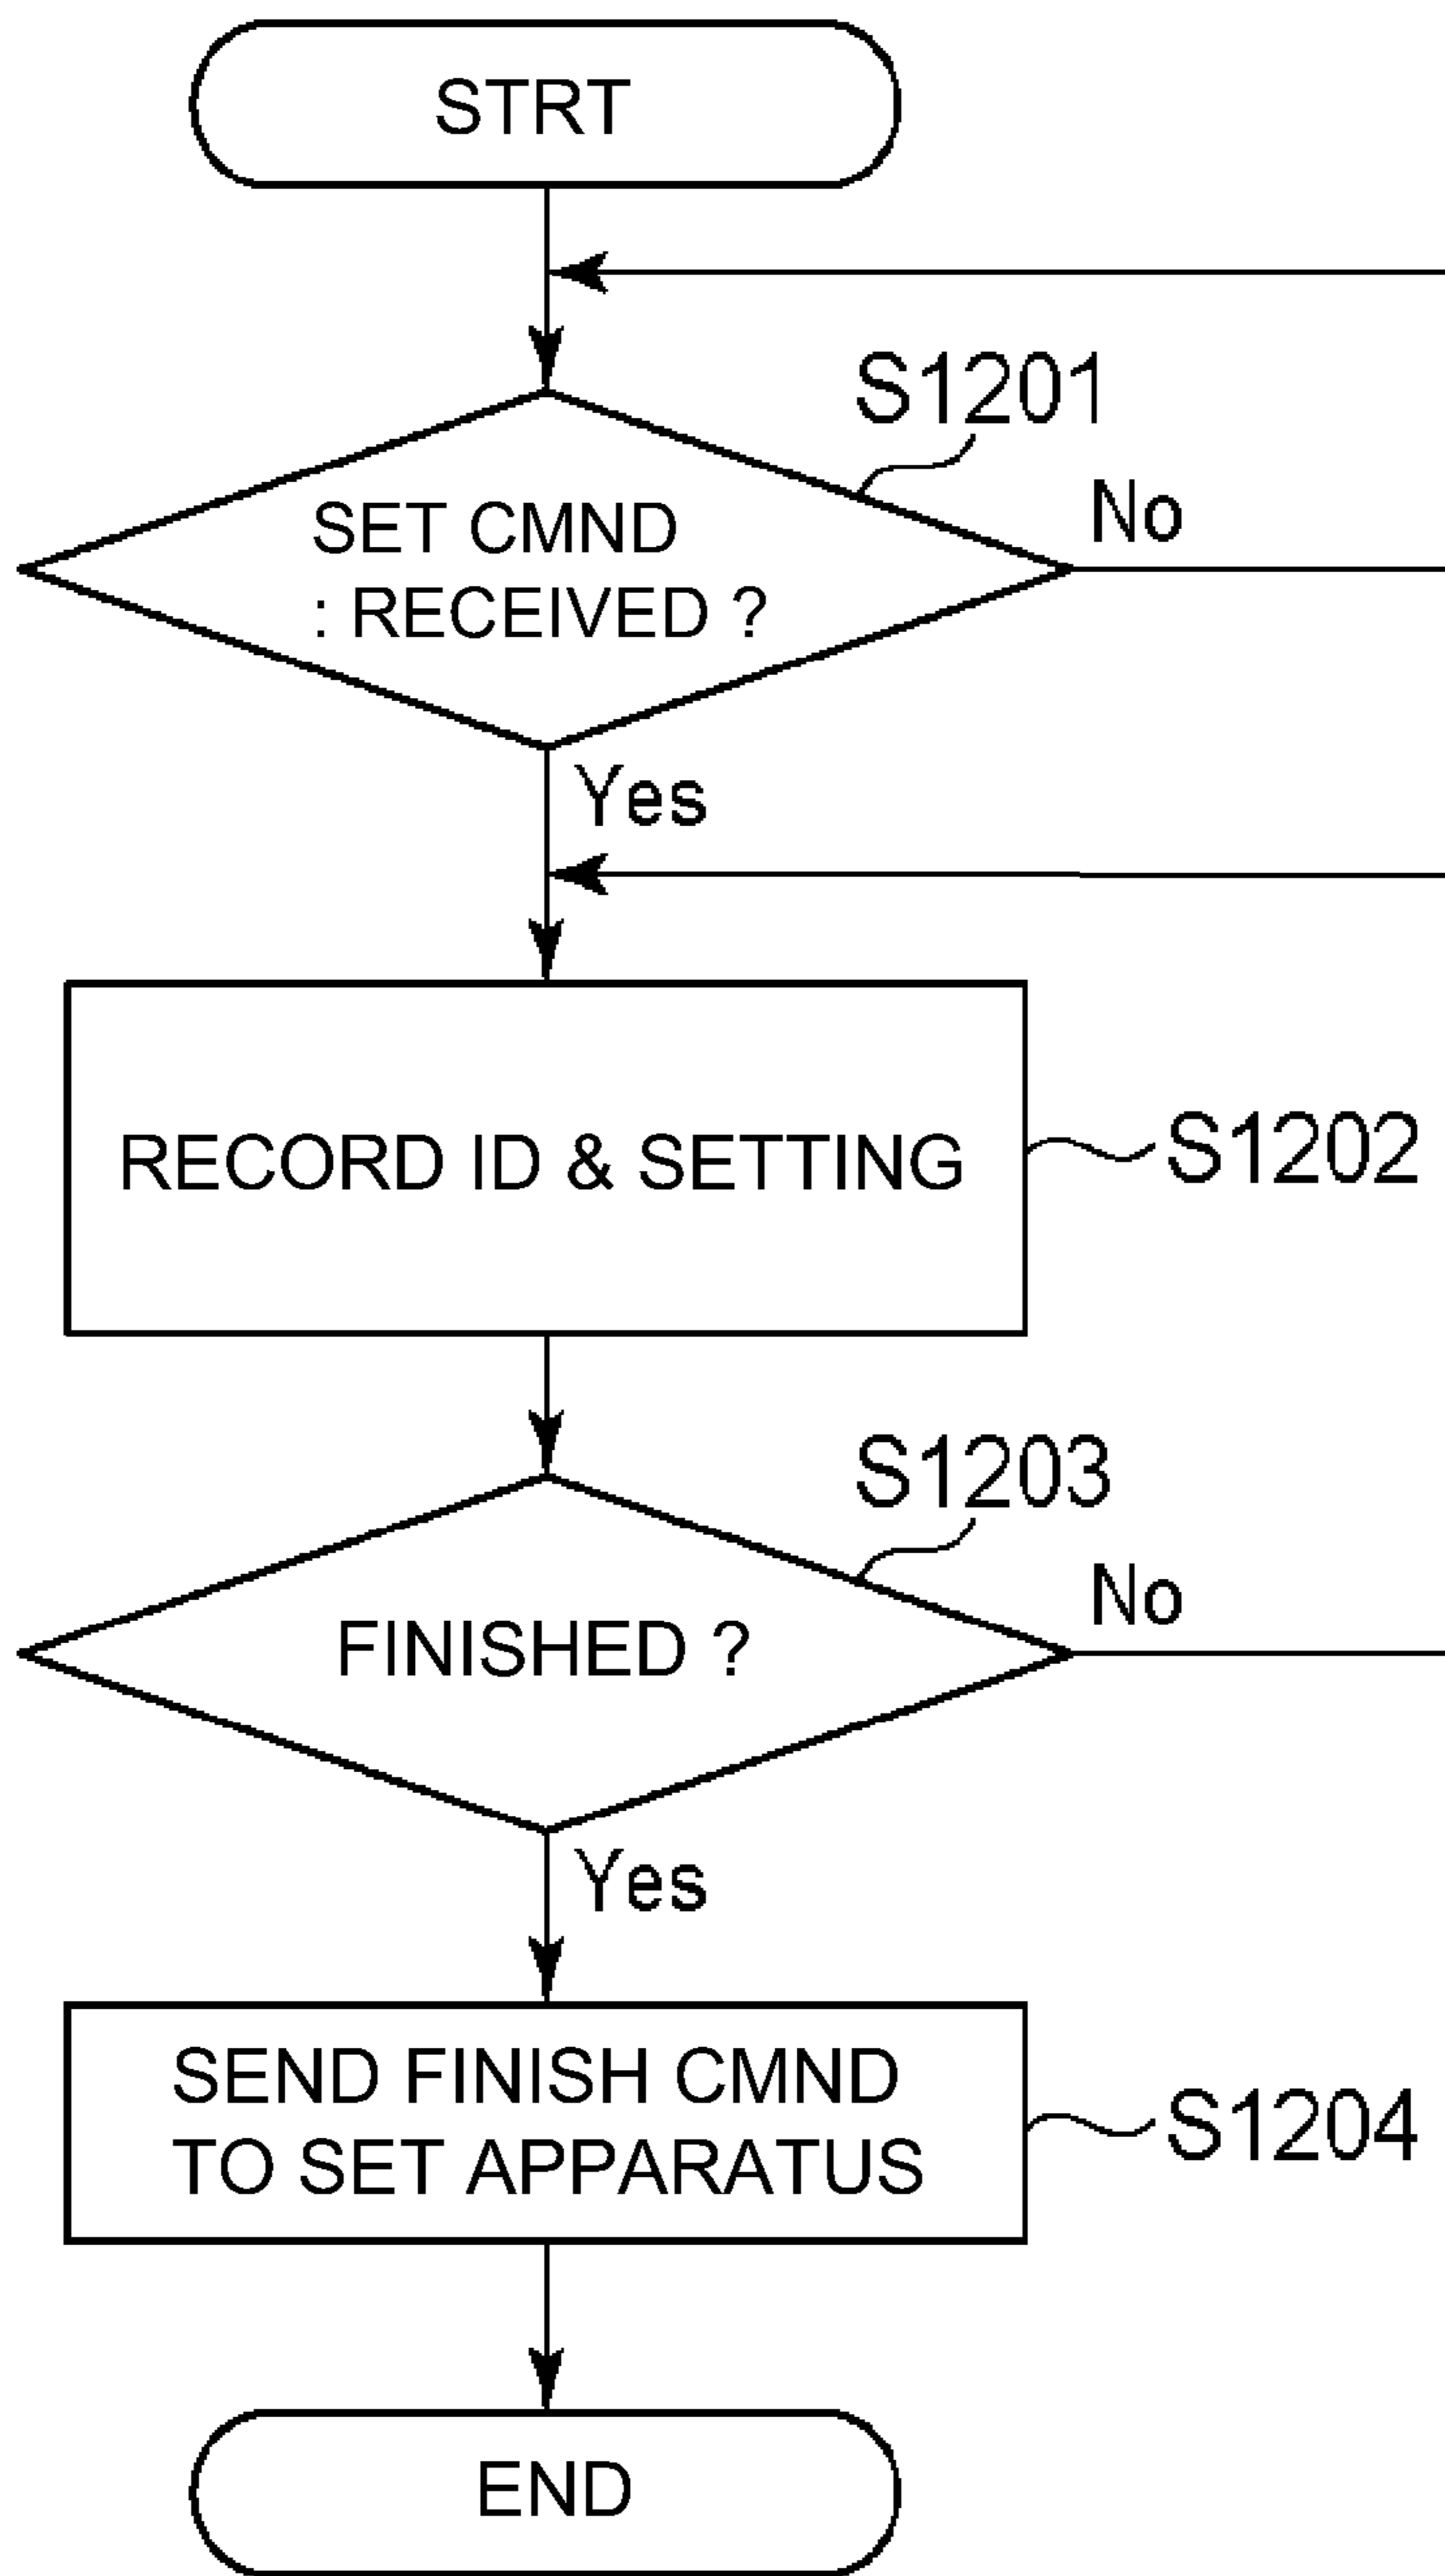 STRT
S1201
SET CMND
: RECEIVED ?
No
Yes
RECORD ID & SETTING
S1202
S1203
FINISHED ?
No
Yes
SEND FINISH CMND
TO SET APPARATUS
S1204
END